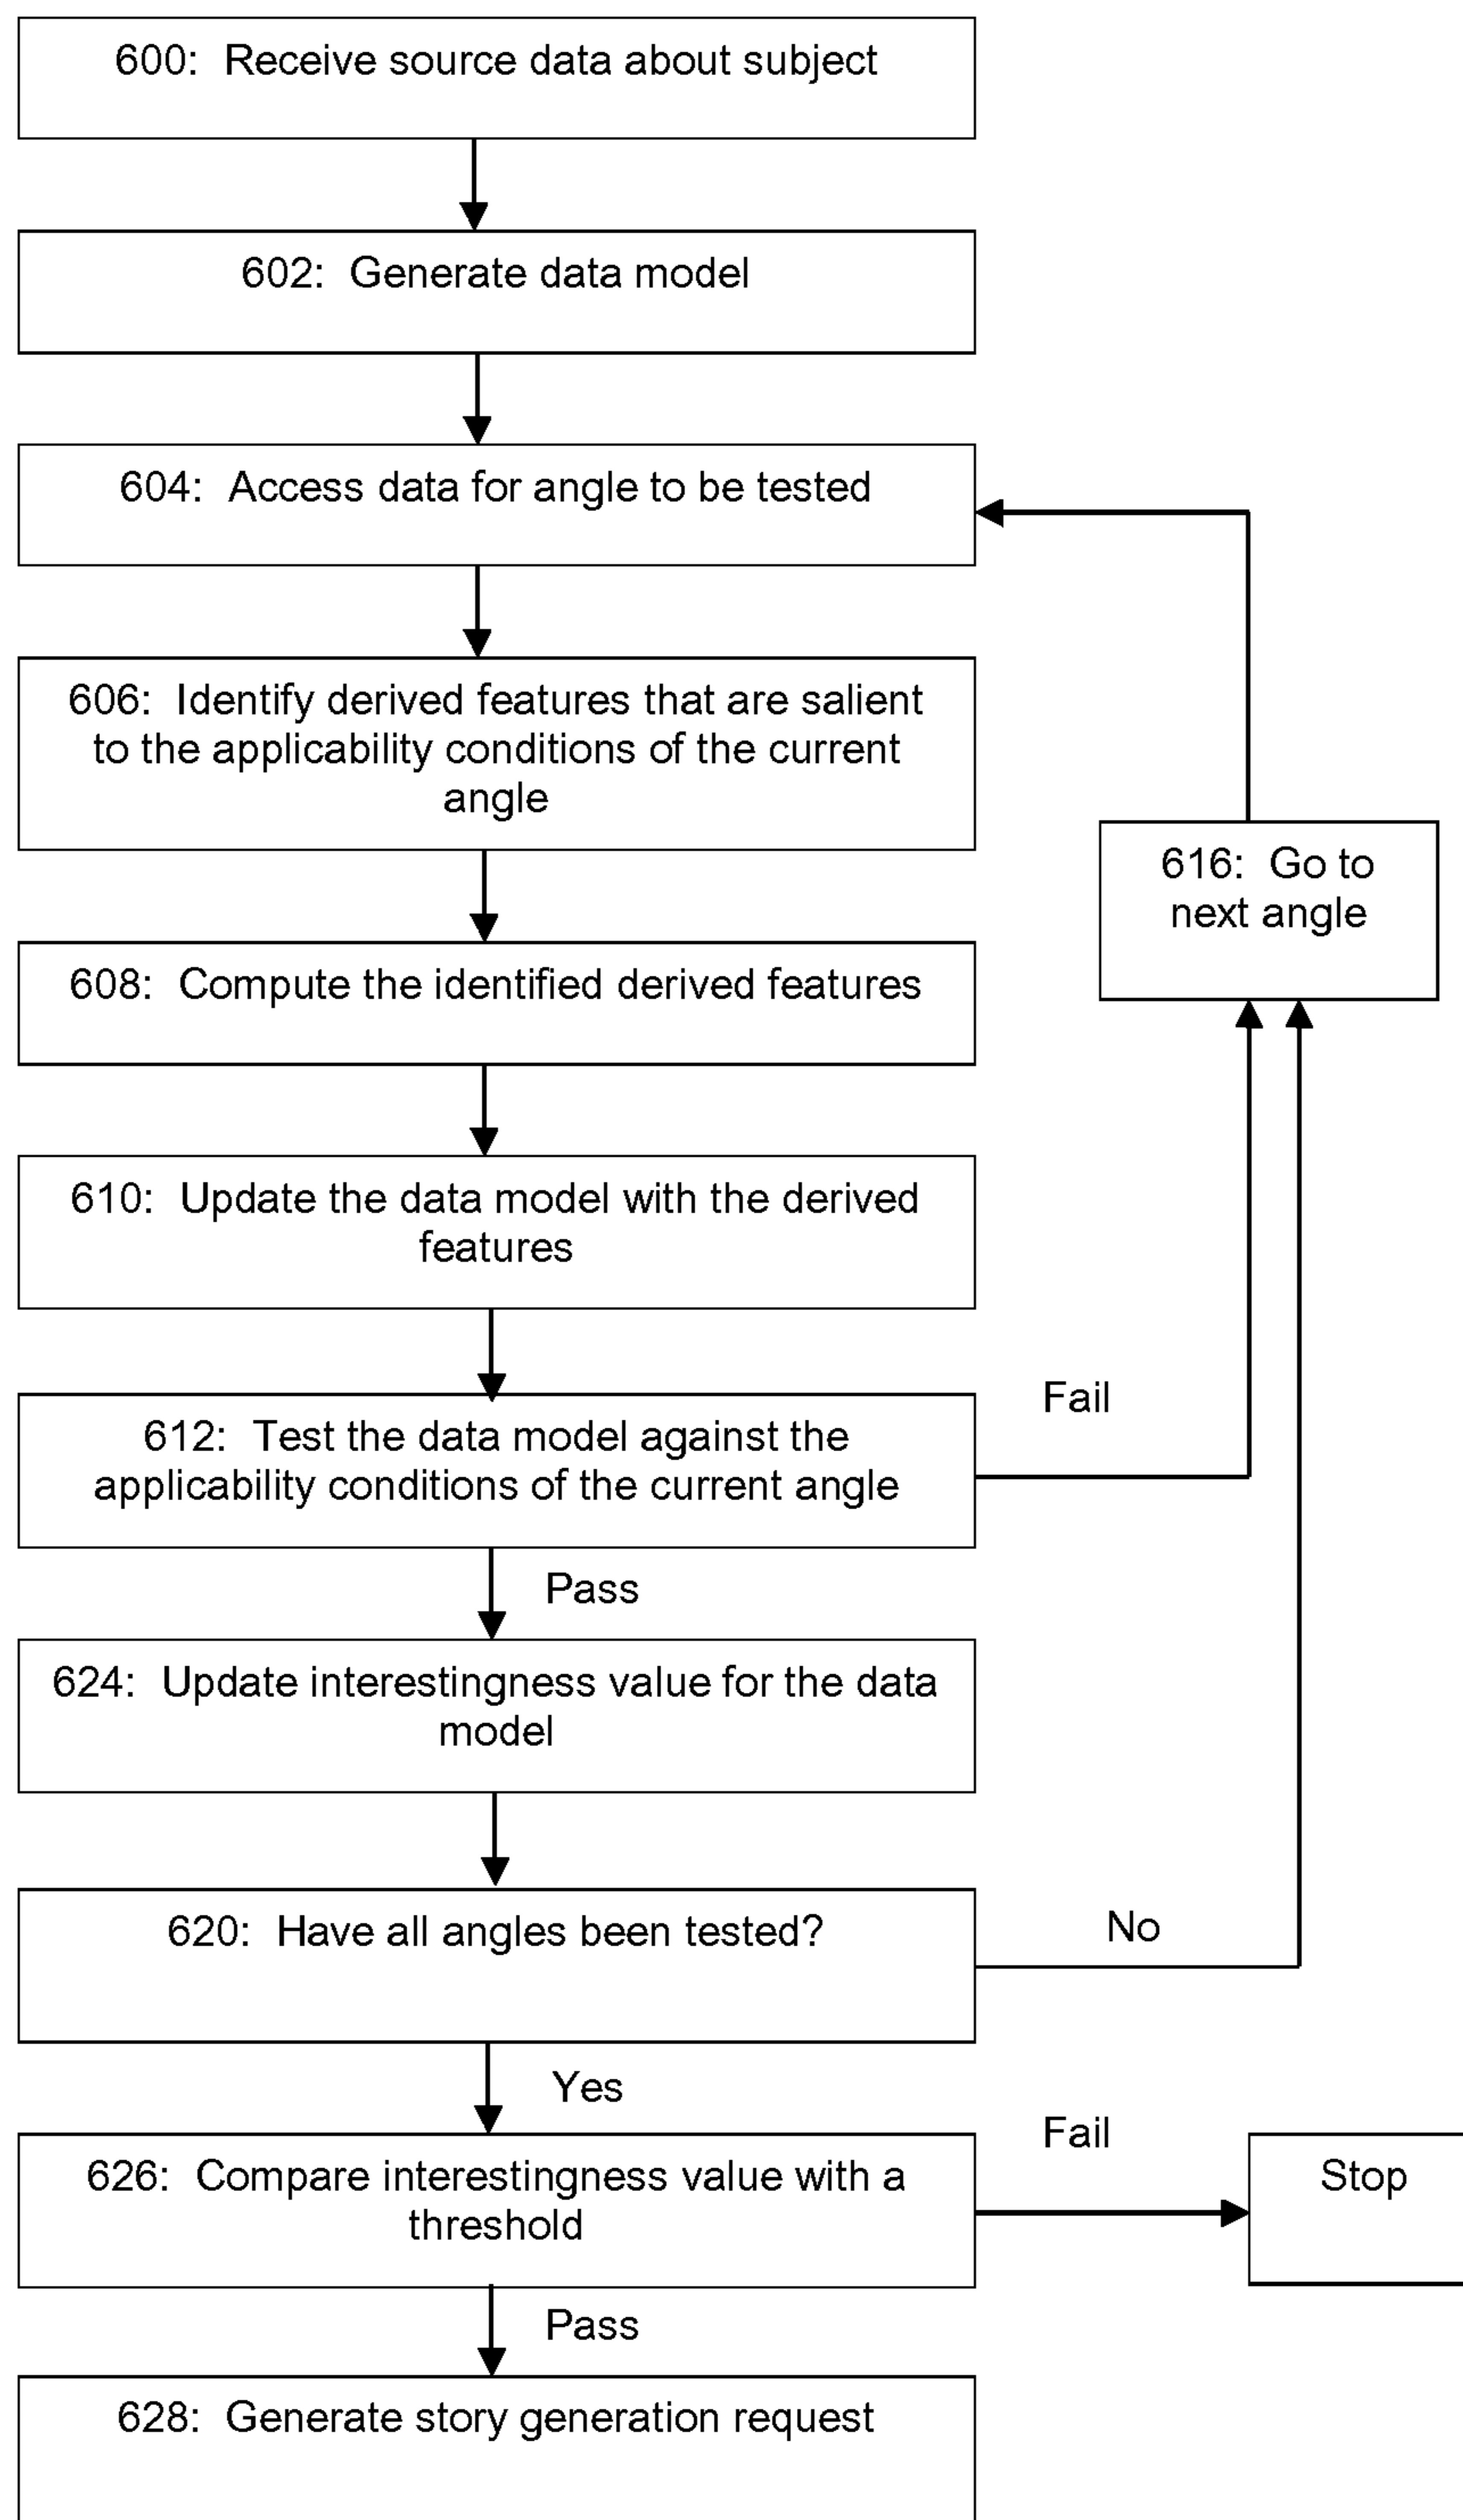 600: Receive source data about subject
602: Generate data model
604: Access data for angle to be tested
606: Identify derived features that are salient
to the applicability conditions of the current
angle
616: Go to
next angle
608: Compute the identified derived features
610: Update the data model with the derived
features
Fail
612: Test the data model against the
applicability conditions of the current angle
Pass
624: Update interestingness value for the data
model
620: Have all angles been tested?
No
Yes
Fail
626: Compare interestingness value with a
threshold
Stop
Pass
628: Generate story generation request